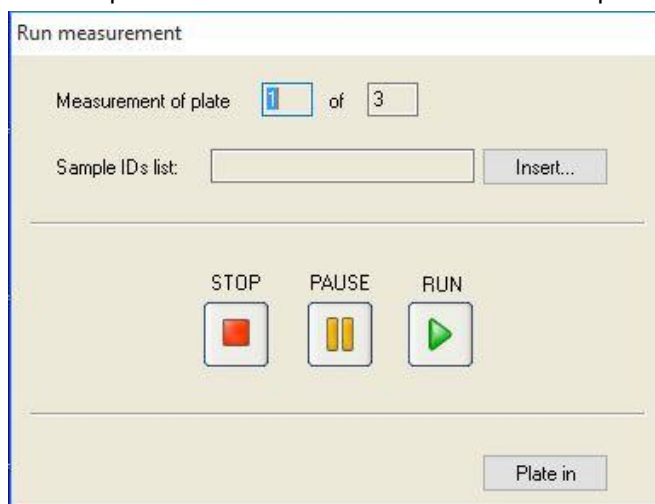 Run measurement
Measurement of plate 1 of 3
Sample IDs list: Insert...
STOP PAUSE RUN
Plate in